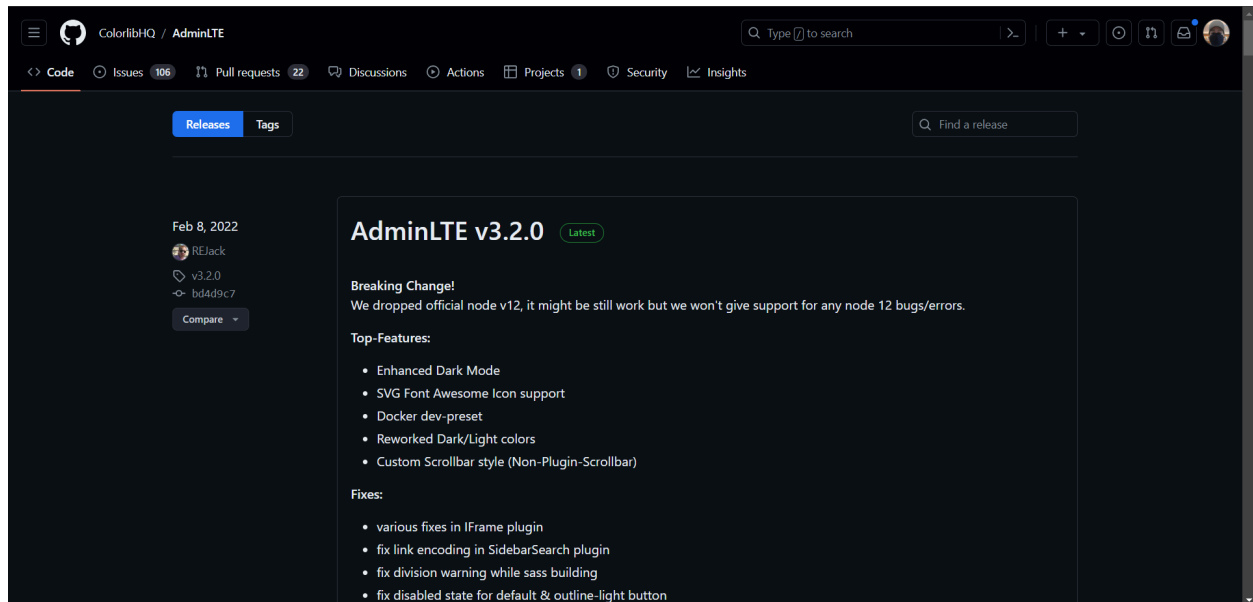 ColorlibHQ / AdminLTE
Type / to search
Code Issues 106 Pull requests 22 Discussions Actions Projects 1 Security Insights
Releases Tags
Find a release
Feb 8, 2022
REJack
v3.2.0
bd4d9c7
Compare
AdminLTE v3.2.0 Latest
Breaking Change!
We dropped official node v12, it might be still work but we won't give support for any node 12 bugs/errors.
Top-Features:
• Enhanced Dark Mode
• SVG Font Awesome Icon support
• Docker dev-preset
• Reworked Dark/Light colors
• Custom Scrollbar style (Non-Plugin-Scrollbar)
Fixes:
• various fixes in IFrame plugin
• fix link encoding in SidebarSearch plugin
• fix division warning while sass building
• fix disabled state for default & outline-light button